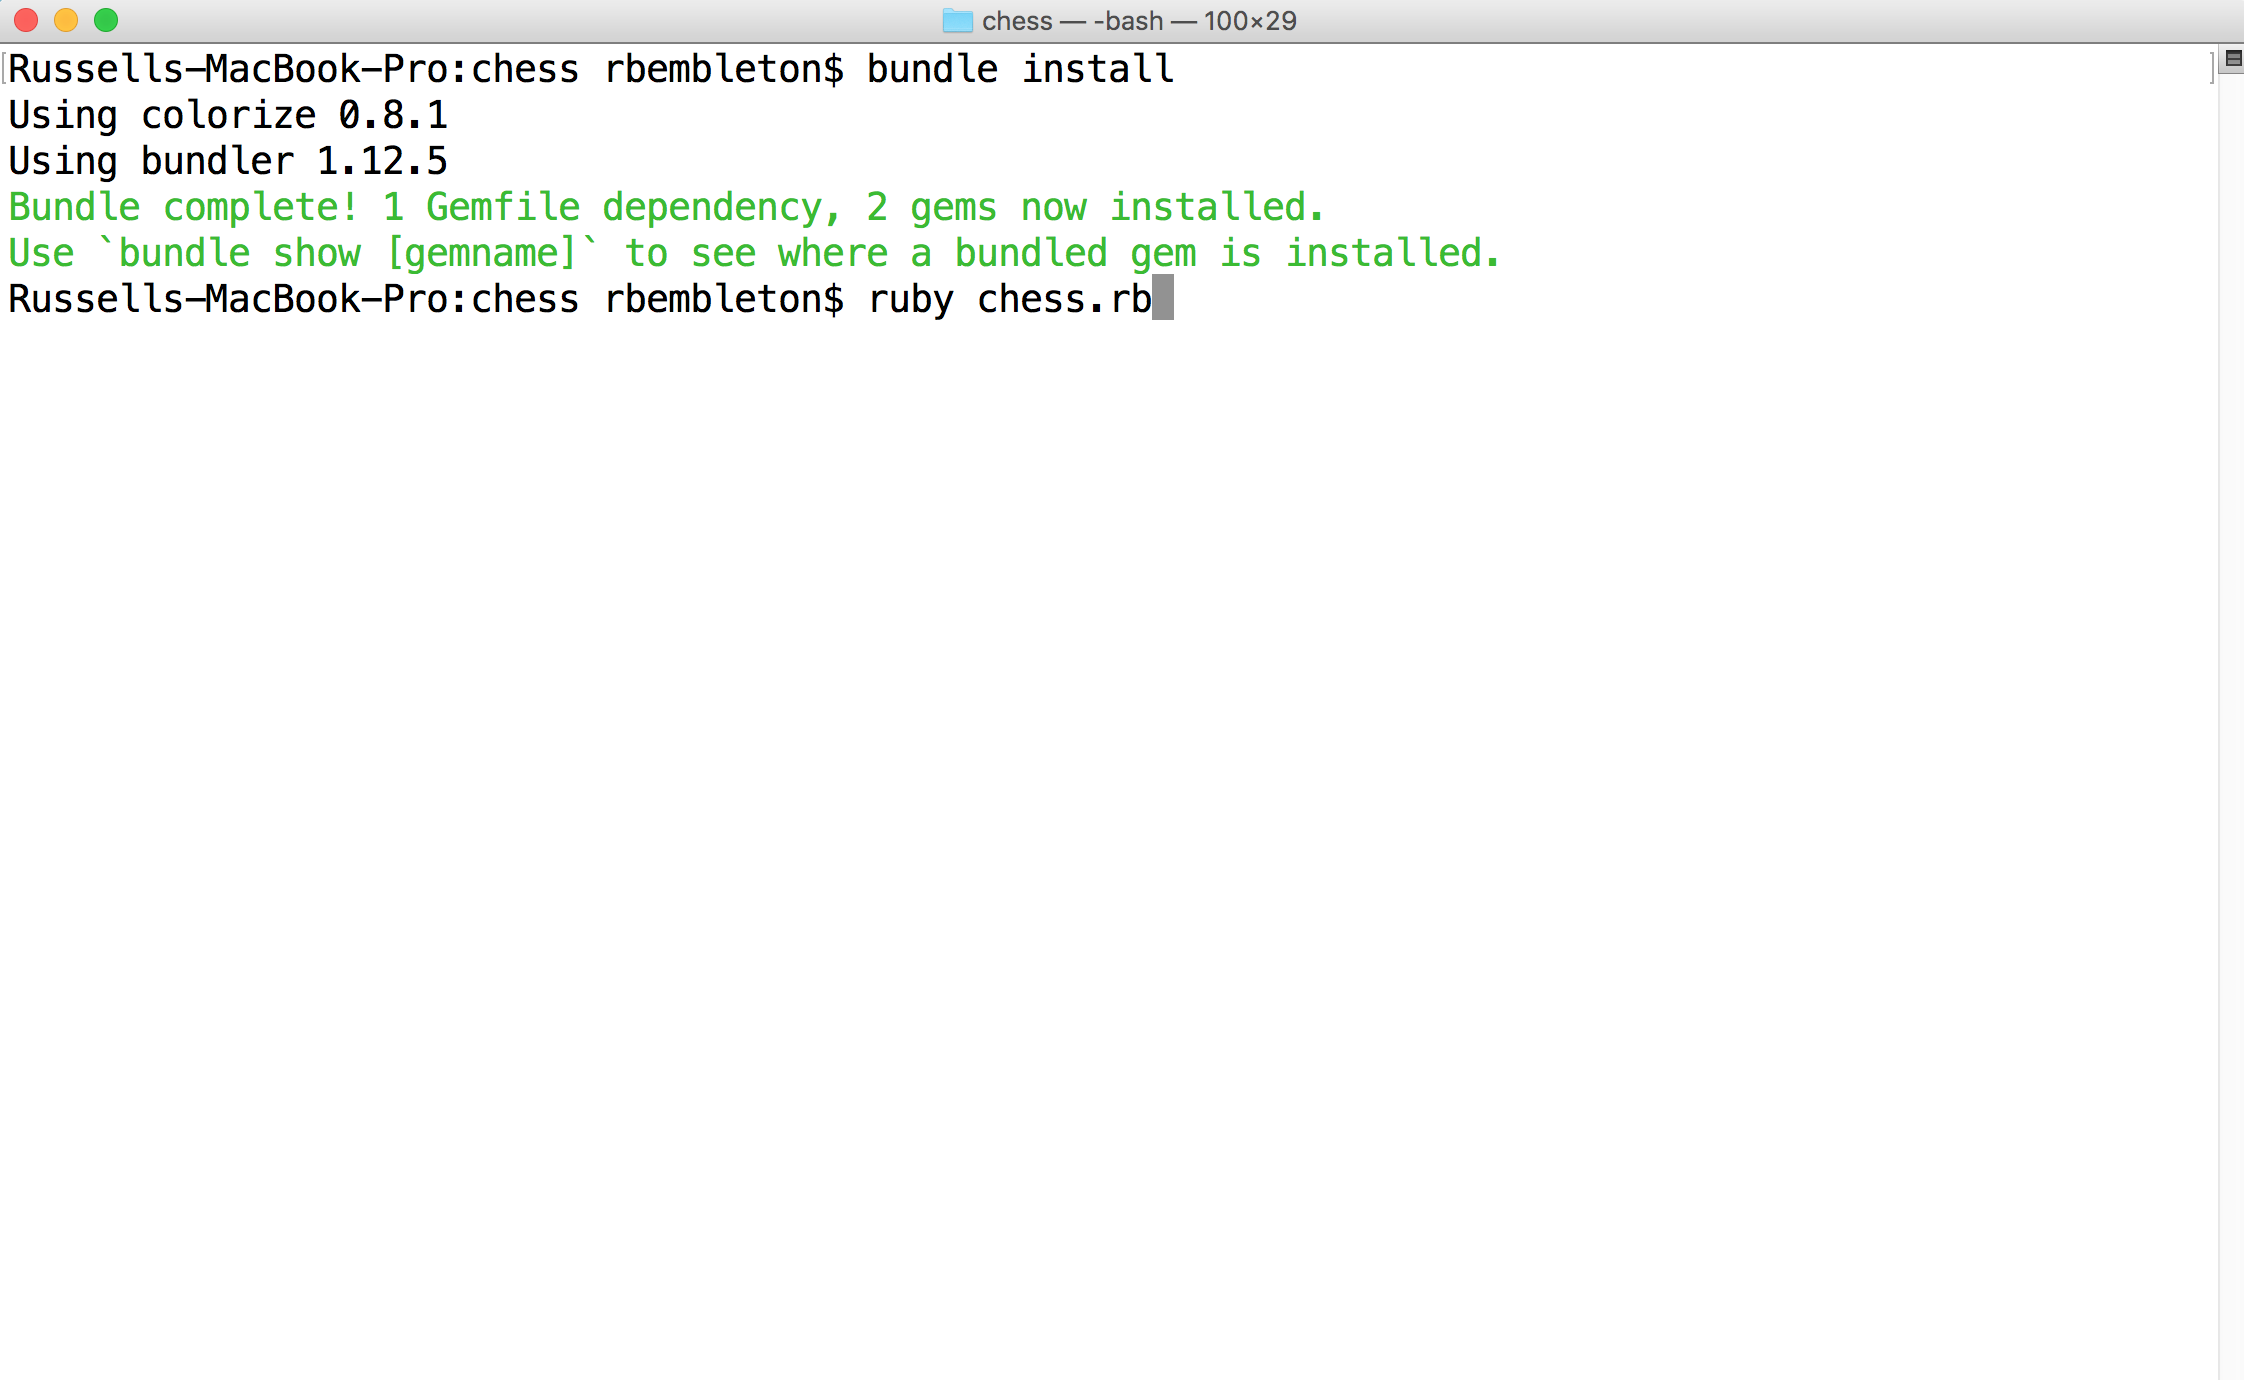 chess — -bash — 100×29
Russells-MacBook-Pro:chess rbembleton$ bundle install
Using colorize 0.8.1
Using bundler 1.12.5
Bundle complete! 1 Gemfile dependency, 2 gems now installed.
Use `bundle show [gemname]` to see where a bundled gem is installed.
Russells-MacBook-Pro:chess rbembleton$ ruby chess.rb